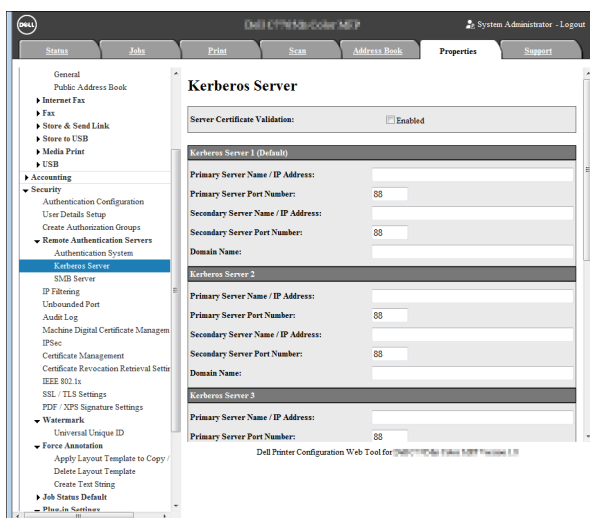 DELL
System Administrator - Logout
Status Jobs Print Scan Address Book Properties Support
General
Public Address Book
Internet Fax
Fax
Store & Send Link
Store to USB
Media Print
USB
Accounting
Security
Authentication Configuration
User Details Setup
Create Authorization Groups
Remote Authentication Servers
Authentication System
Kerberos Server
SMB Server
IP Filtering
Unbounded Port
Audit Log
Machine Digital Certificate Managem
IPSec
Certificate Management
Certificate Revocation Retrieval Settin
IEEE 802.1x
SSL / TLS Settings
PDF / XPS Signature Settings
Watermark
Universal Unique ID
Force Annotation
Apply Layout Template to Copy /
Delete Layout Template
Create Text String
Job Status Default
Plug-in Settings
Kerberos Server
Server Certificate Validation: Enabled
Kerberos Server 1 (Default)
Primary Server Name / IP Address:
Primary Server Port Number: 88
Secondary Server Name / IP Address:
Secondary Server Port Number: 88
Domain Name:
Kerberos Server 2
Primary Server Name / IP Address:
Primary Server Port Number: 88
Secondary Server Name / IP Address:
Secondary Server Port Number: 88
Domain Name:
Kerberos Server 3
Primary Server Name / IP Address:
Primary Server Port Number: 88
Dell Printer Configuration Web Tool for